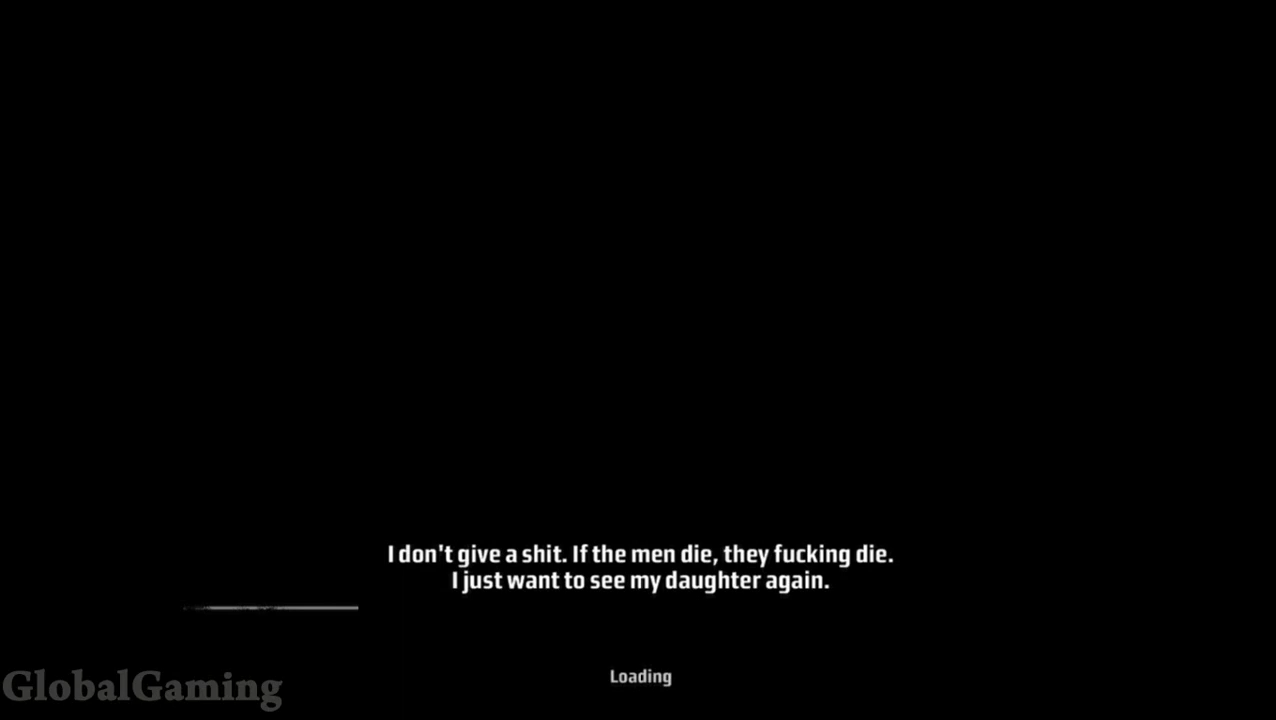 I don't give a shit. If the men die, they fucking die.
I just want to see my daughter again.
Loading
GlobalGaming